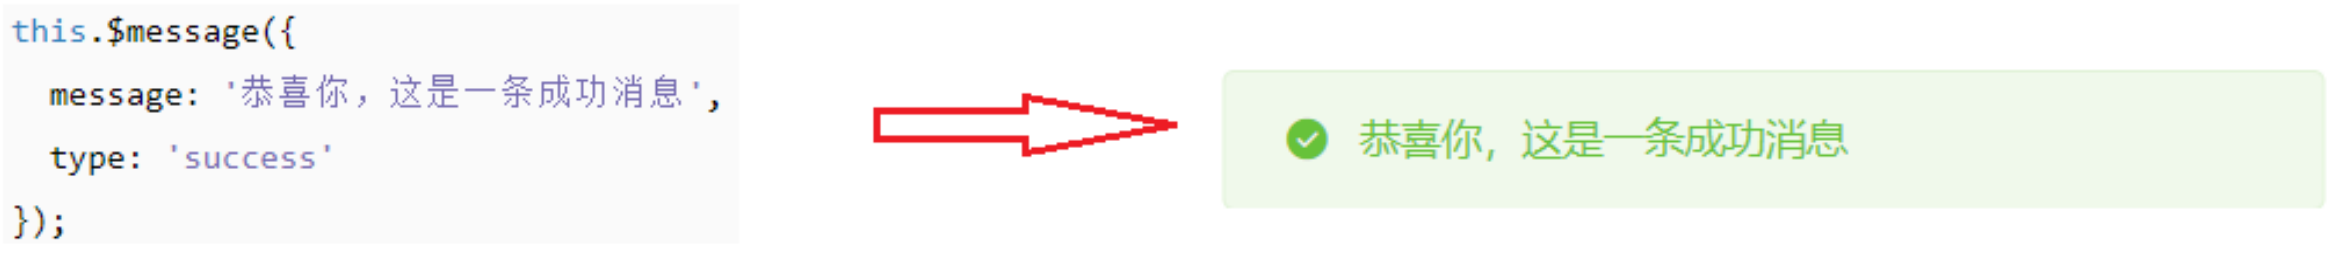 this.$message({
message: '恭喜你，这是一条成功消息',
type: 'success'
});
恭喜你，这是一条成功消息